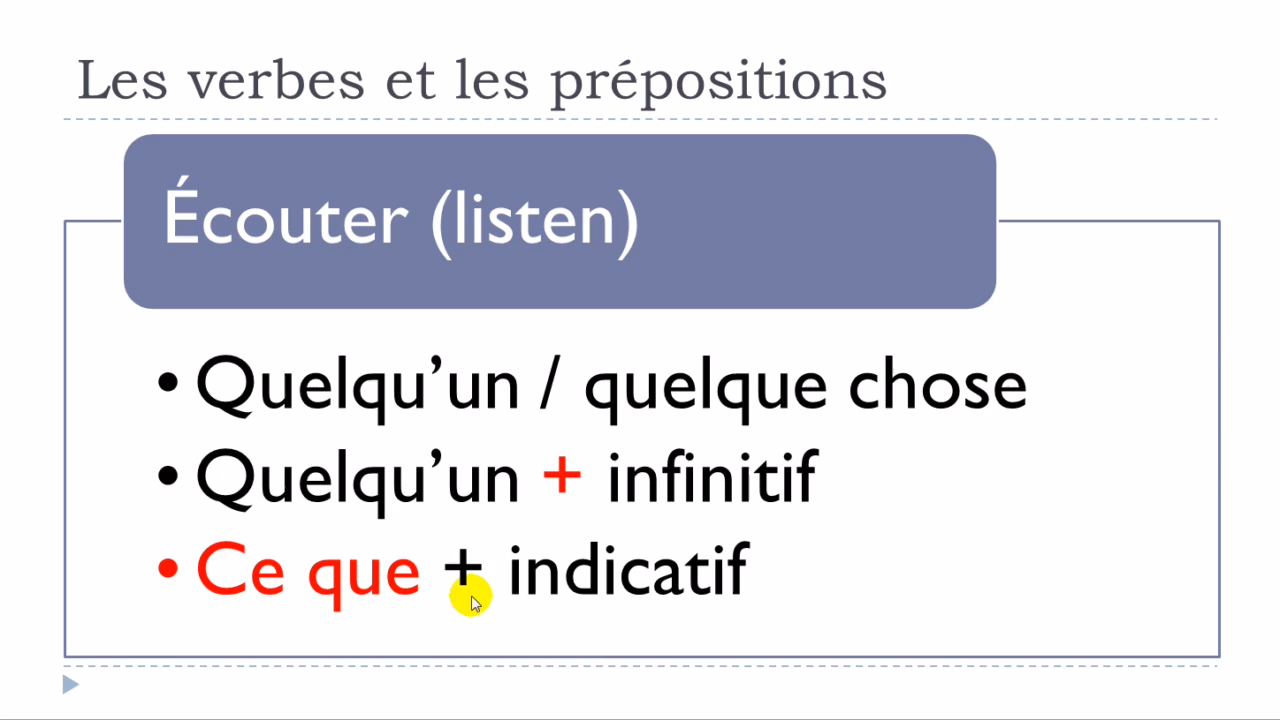 Les verbes et les prépositions
Écouter (listen)
• Quelqu’un / quelque chose
• Quelqu’un + infinitif
• Ce que + indicatif